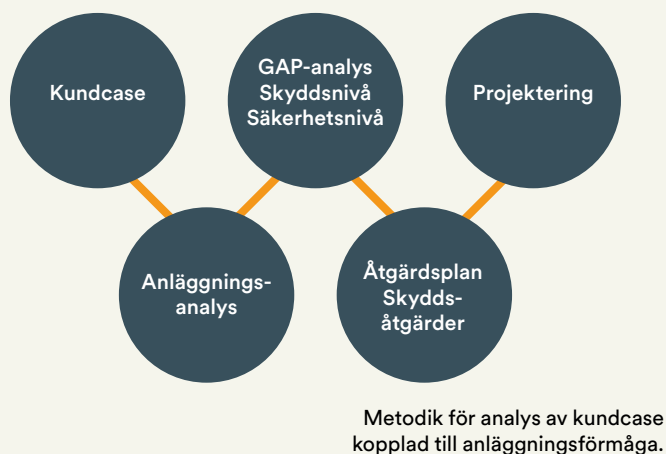 Kundcase
GAP-analys
Skyddsnivå
Säkerhetsnivå
Projektering
Anläggnings-
analys
Åtgärdsplan
Skydds-
åtgärder
Metodik för analys av kundcase
kopplad till anläggningsförmåga.